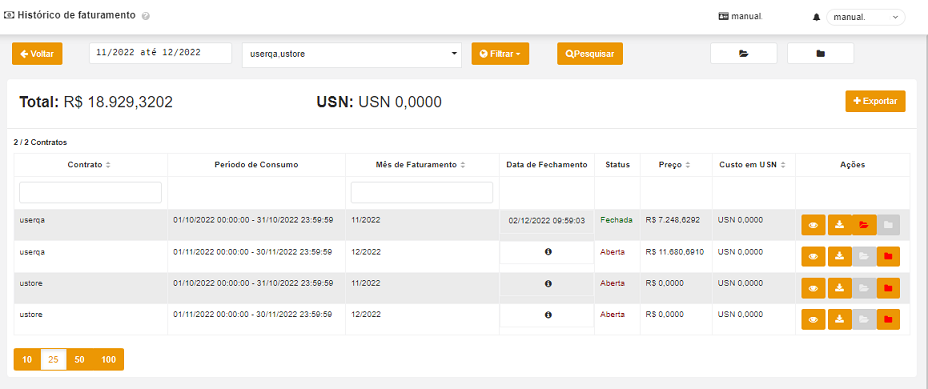 Histórico de faturamento
manual.
manual.
Voltar
11/2022 até 12/2022
userqa,ustore
Filtrar
Pesquisar
Total: R$ 18.929,3202
USN: USN 0,0000
Exportar
2 / 2 Contratos
Contrato Período de Consumo Mês de Faturamento Data de Fechamento Status Preço Custo em USN Ações
userqa 01/10/2022 00:00:00 - 31/10/2022 23:59:59 11/2022 02/12/2022 09:59:03 Fechada R$ 7.248,6292 USN 0,0000
userqa 01/11/2022 00:00:00 - 30/11/2022 23:59:59 12/2022 Aberta R$ 11.680,6910 USN 0,0000
ustore 01/10/2022 00:00:00 - 31/10/2022 23:59:59 11/2022 Aberta R$ 0,0000 USN 0,0000
ustore 01/11/2022 00:00:00 - 30/11/2022 23:59:59 12/2022 Aberta R$ 0,0000 USN 0,0000
10 25 50 100